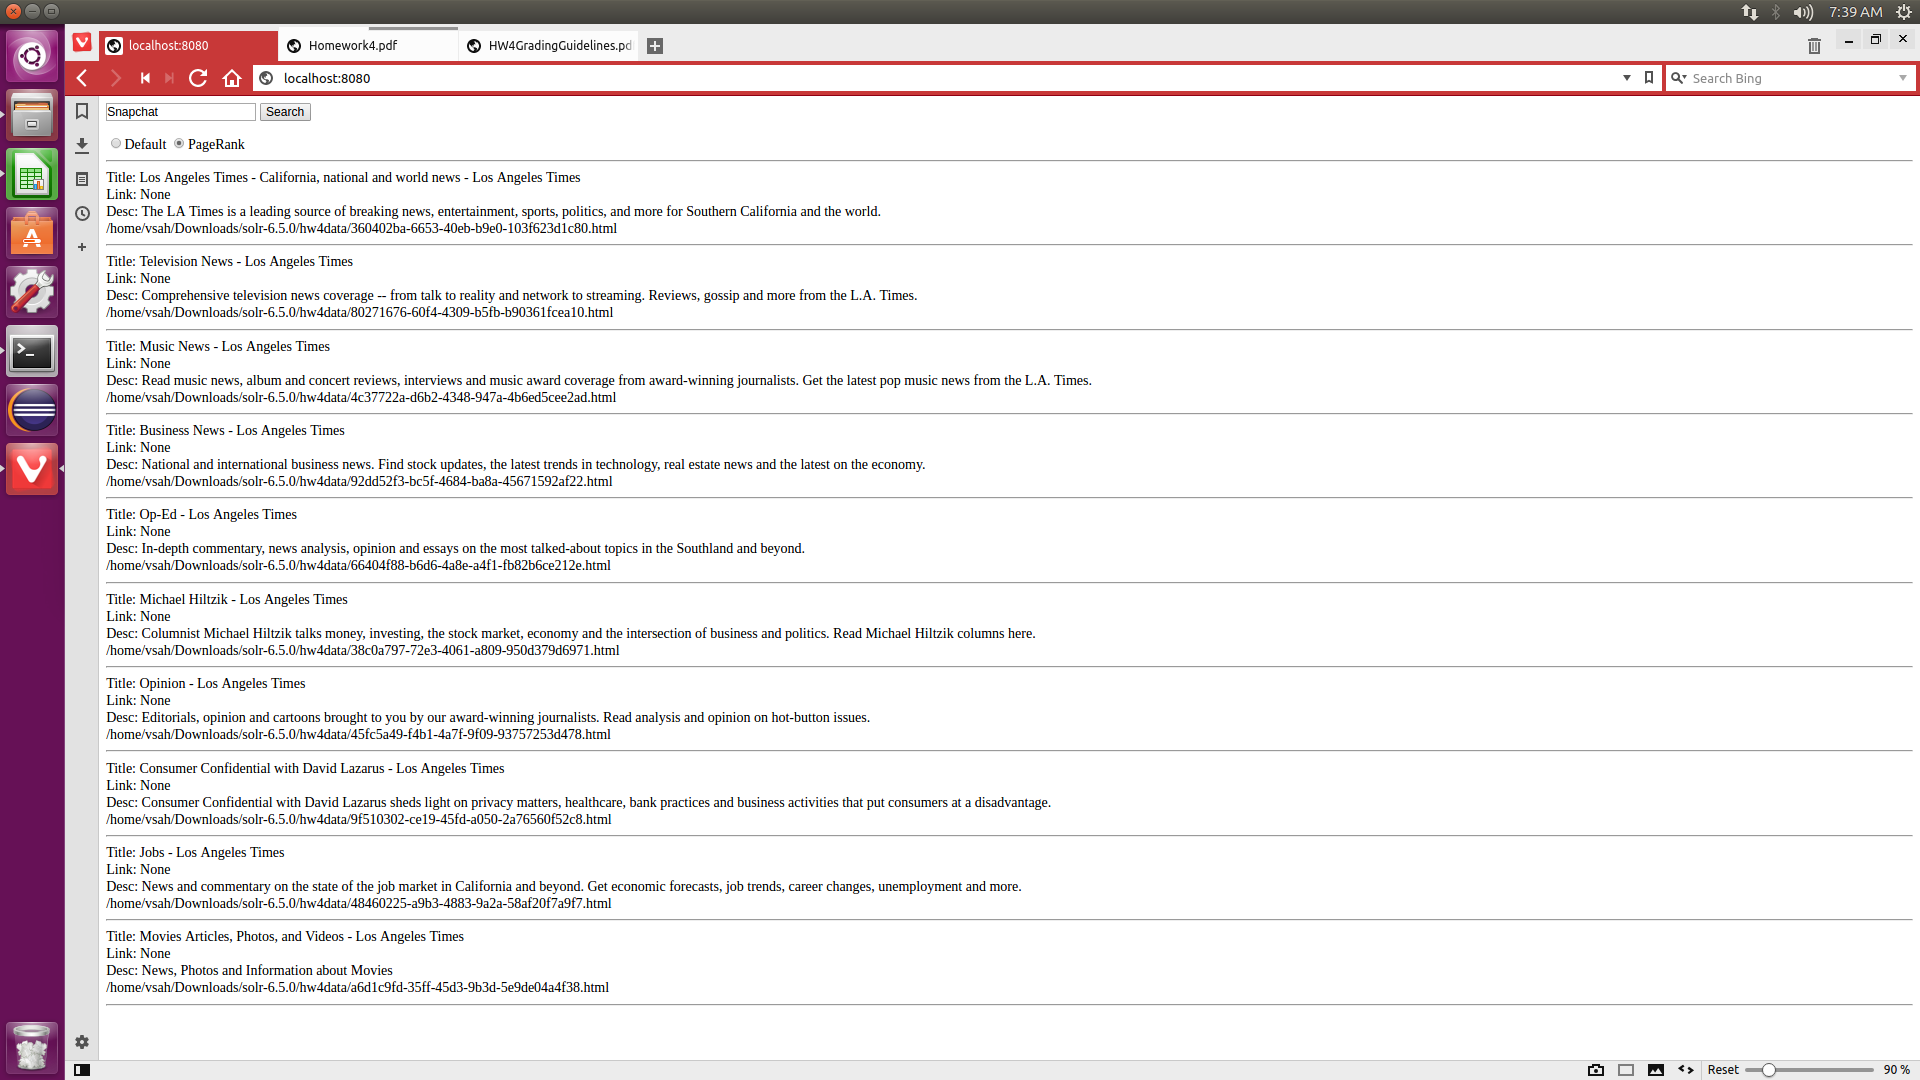 7:39 AM
localhost:8080
Homework4.pdf
HW4GradingGuidelines.pd
localhost:8080
Search Bing
Snapchat
Search
Default PageRank
Title: Los Angeles Times - California, national and world news - Los Angeles Times
Link: None
Desc: The LA Times is a leading source of breaking news, entertainment, sports, politics, and more for Southern California and the world.
/home/vsah/Downloads/solr-6.5.0/hw4data/360402ba-6653-40eb-b9e0-103f623d1c80.html
Title: Television News - Los Angeles Times
Link: None
Desc: Comprehensive television news coverage -- from talk to reality and network to streaming. Reviews, gossip and more from the L.A. Times.
/home/vsah/Downloads/solr-6.5.0/hw4data/80271676-60f4-4309-b5fb-b90361fcea10.html
Title: Music News - Los Angeles Times
Link: None
Desc: Read music news, album and concert reviews, interviews and music award coverage from award-winning journalists. Get the latest pop music news from the L.A. Times.
/home/vsah/Downloads/solr-6.5.0/hw4data/4c37722a-d6b2-4348-947a-4b6ed5cee2ad.html
Title: Business News - Los Angeles Times
Link: None
Desc: National and international business news. Find stock updates, the latest trends in technology, real estate news and the latest on the economy.
/home/vsah/Downloads/solr-6.5.0/hw4data/92dd52f3-bc5f-4684-ba8a-45671592af22.html
Title: Op-Ed - Los Angeles Times
Link: None
Desc: In-depth commentary, news analysis, opinion and essays on the most talked-about topics in the Southland and beyond.
/home/vsah/Downloads/solr-6.5.0/hw4data/66404f88-b6d6-4a8e-a4f1-fb82b6ce212e.html
Title: Michael Hiltzik - Los Angeles Times
Link: None
Desc: Columnist Michael Hiltzik talks money, investing, the stock market, economy and the intersection of business and politics. Read Michael Hiltzik columns here.
/home/vsah/Downloads/solr-6.5.0/hw4data/38c0a797-72e3-4061-a809-950d379d6971.html
Title: Opinion - Los Angeles Times
Link: None
Desc: Editorials, opinion and cartoons brought to you by our award-winning journalists. Read analysis and opinion on hot-button issues.
/home/vsah/Downloads/solr-6.5.0/hw4data/45fc5a49-f4b1-4a7f-9f09-93757253d478.html
Title: Consumer Confidential with David Lazarus - Los Angeles Times
Link: None
Desc: Consumer Confidential with David Lazarus sheds light on privacy matters, healthcare, bank practices and business activities that put consumers at a disadvantage.
/home/vsah/Downloads/solr-6.5.0/hw4data/9f510302-ce19-45fd-a050-2a76560f52c8.html
Title: Jobs - Los Angeles Times
Link: None
Desc: News and commentary on the state of the job market in California and beyond. Get economic forecasts, job trends, career changes, unemployment and more.
/home/vsah/Downloads/solr-6.5.0/hw4data/48460225-a9b3-4883-9a2a-58af20f7a9f7.html
Title: Movies Articles, Photos, and Videos - Los Angeles Times
Link: None
Desc: News, Photos and Information about Movies
/home/vsah/Downloads/solr-6.5.0/hw4data/a6d1c9fd-35ff-45d3-9b3d-5e9de04a4f38.html
Reset
90 %